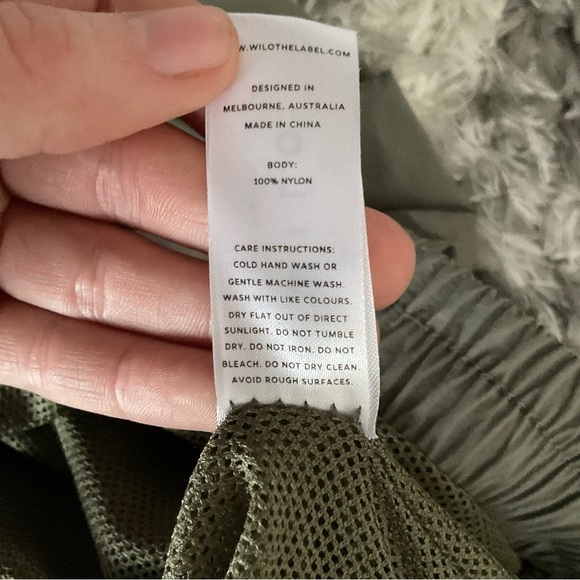 W.WILOTHELABEL.COM
DESIGNED IN
MELBOURNE, AUSTRALIA
MADE IN CHINA
BODY:
100% NYLON
CARE INSTRUCTIONS:
COLD HAND WASH OR
GENTLE MACHINE WASH.
WASH WITH LIKE COLOURS.
DRY FLAT OUT OF DIRECT
SUNLIGHT. DO NOT TUMBLE
DRY. DO NOT IRON. DO NOT
BLEACH. DO NOT DRY CLEAN.
AVOID ROUGH SURFACES.